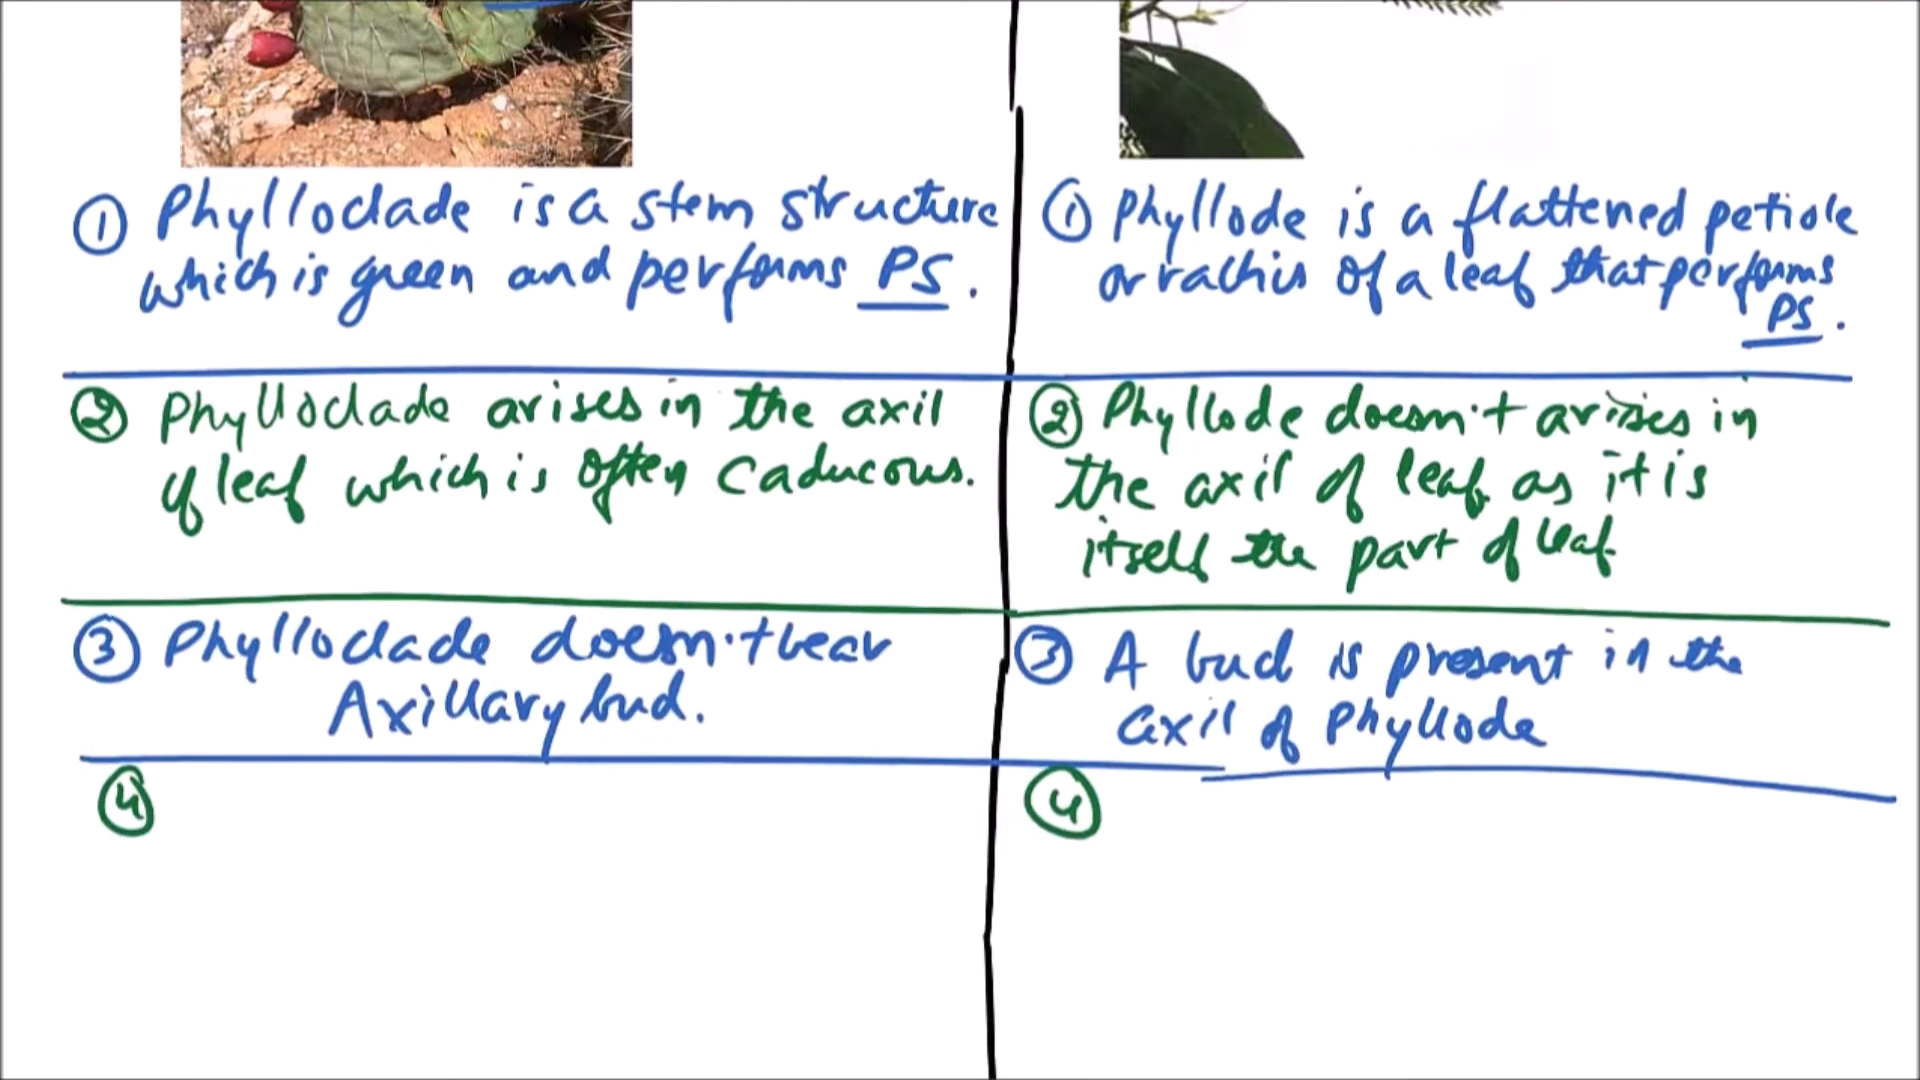 ① Phylloclade is a stem structure
which is green and performs PS.
② Phylloclade arises in the axil
of leaf which is often Caducous.
③ Phylloclade doesn't bear
Axillary bud.
④
① Phyllode is a flattened petiole
or rachis of a leaf that performs
PS.
② Phyllode doesn't arises in
the axil of leaf as it is
itself the part of leaf
③ A bud is present in the
axil of Phyllode
④